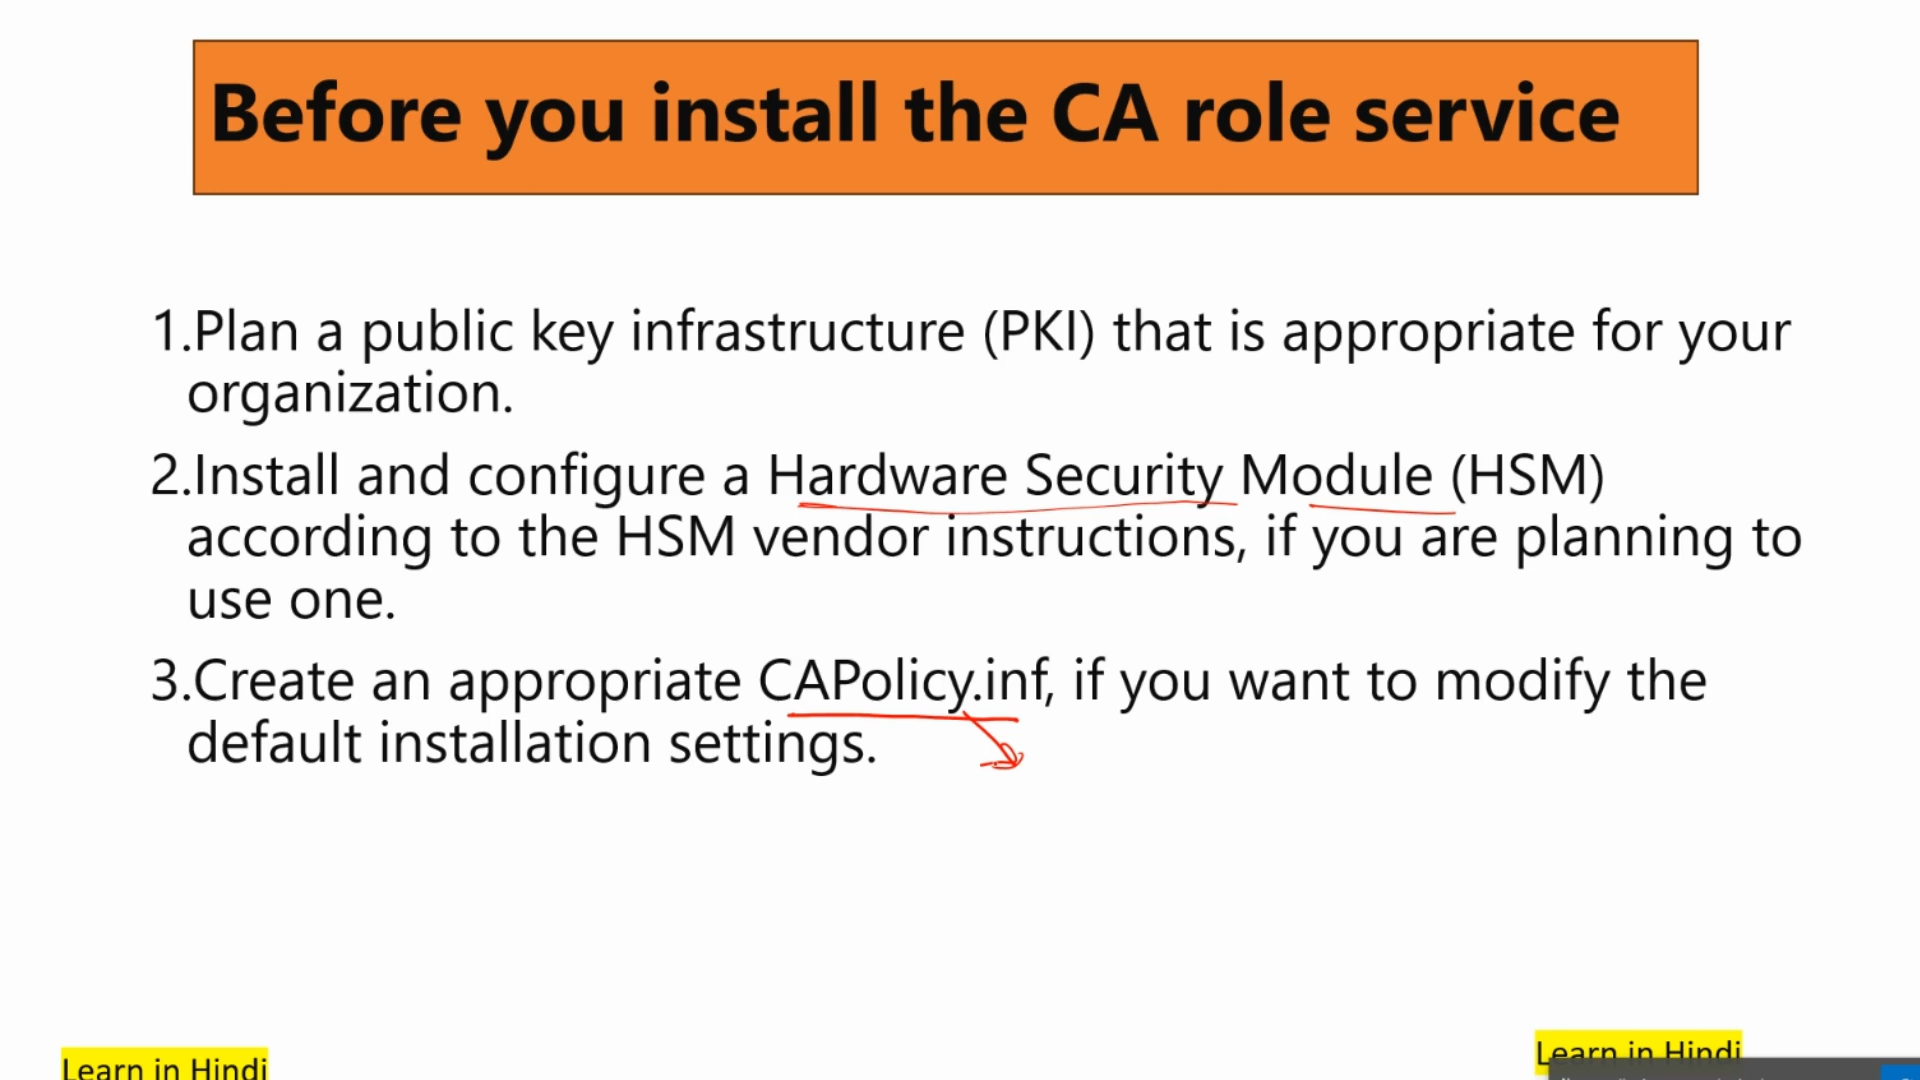 Before you install the CA role service
1.Plan a public key infrastructure (PKI) that is appropriate for your
organization.
2.Install and configure a Hardware Security Module (HSM)
according to the HSM vendor instructions, if you are planning to
use one.
3.Create an appropriate CAPolicy.inf, if you want to modify the
default installation settings.
Learn in Hindi
Learn in Hindi